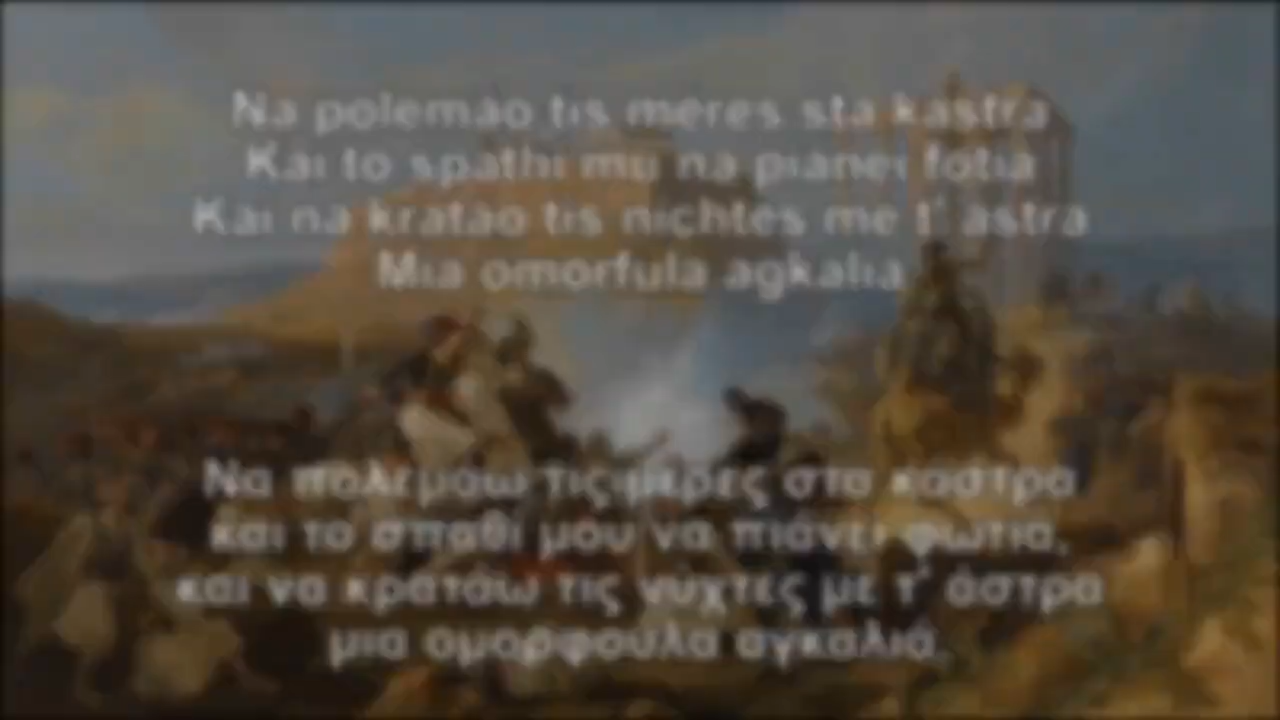 Na polemao tis meres sta kastra
Kai to spathi mu na pianei fotia
Kai na kratao tis nichtes me t' astra
Mia omorfula agkalia
Να πολεμάω τις μέρες στα κάστρα
και το σπαθί μου να πιάνει φωτιά,
και να κρατάω τις νύχτες με τ' άστρα
μια ομορφούλα αγκαλιά.